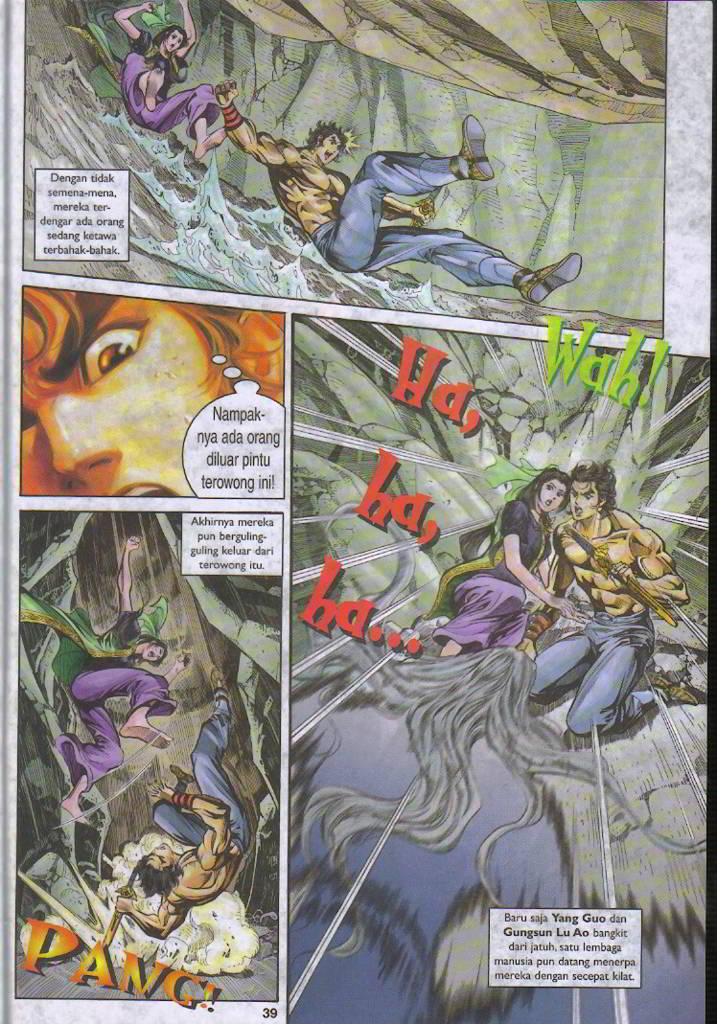 Dengan tidak
semena-mena,
mereka ter-
dengar ada orang
sedang ketawa
terbahak-bahak.
Nampak-
nya ada orang
diluar pintu
terowong ini!
Akhirnya mereka
pun berguling-
guling keluar dari
terowong itu.
PANG!
Wah!
Ha,
ha,
ha...
Baru saja Yang Guo dan
Gungsun Lu Ao bangkit
dari jatuh, satu lembaga
manusia pun datang menerpa
mereka dengan secepat kilat.
39